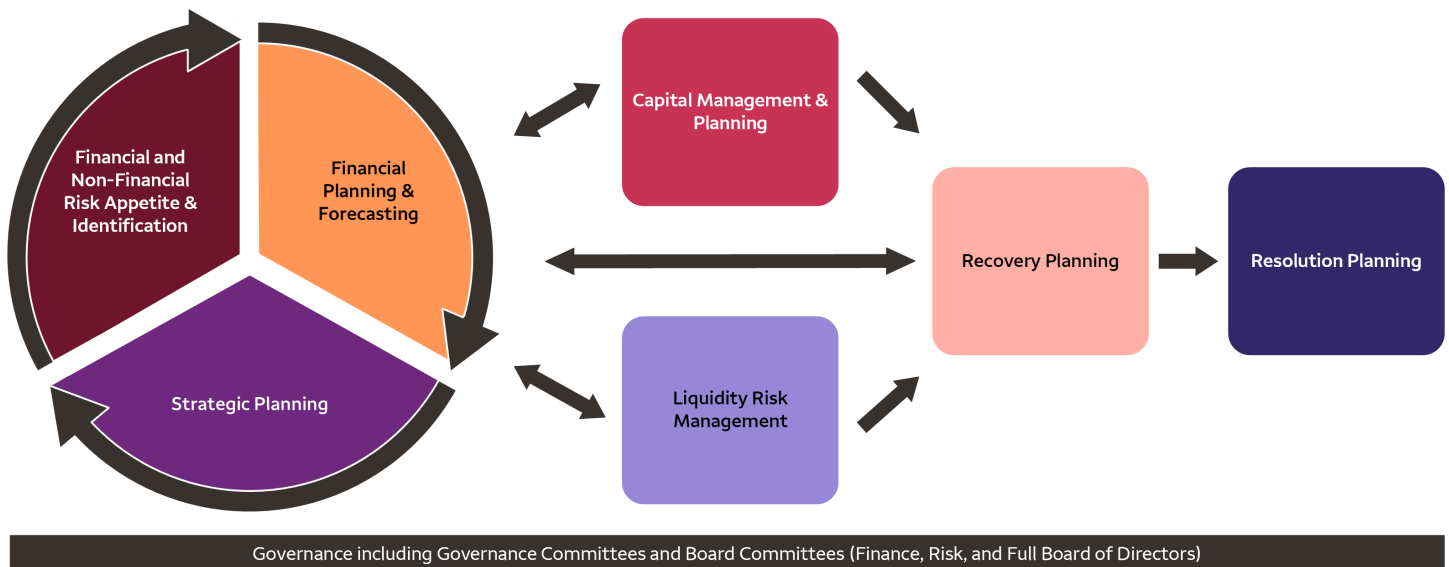 Financial and
Non-Financial
Risk Appetite &
Identification
Financial
Planning &
Forecasting
Strategic Planning
Capital Management &
Planning
Liquidity Risk
Management
Recovery Planning
Resolution Planning
Governance including Governance Committees and Board Committees (Finance, Risk, and Full Board of Directors)